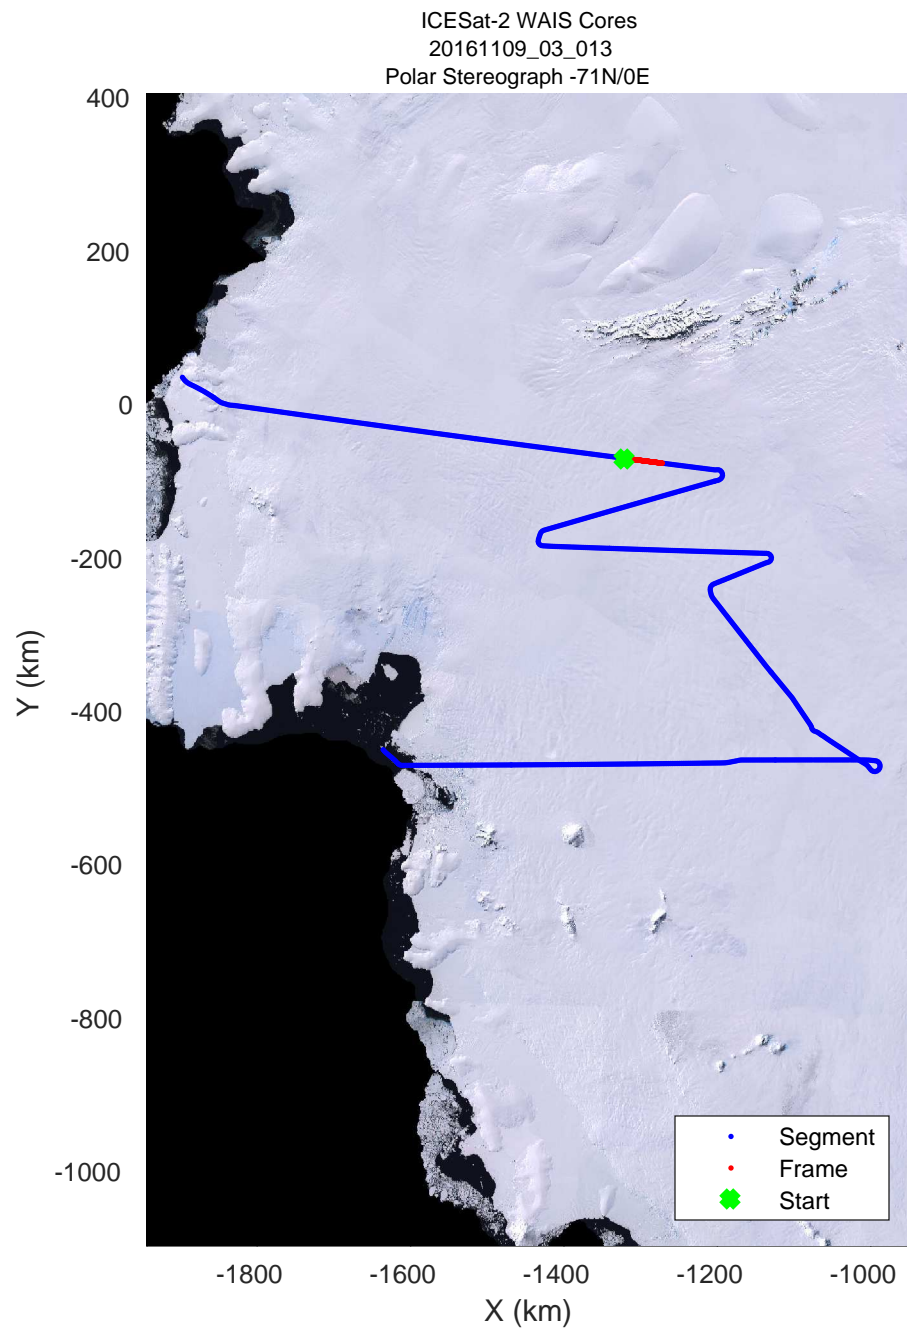 ICESat-2 WAIS Cores
20161109_03_013
Polar Stereograph -71N/0E
400
200
0
-200
-400
-600
-800
-1000
Y (km)
-1800 -1600 -1400 -1200 -1000
X (km)
Segment
Frame
Start